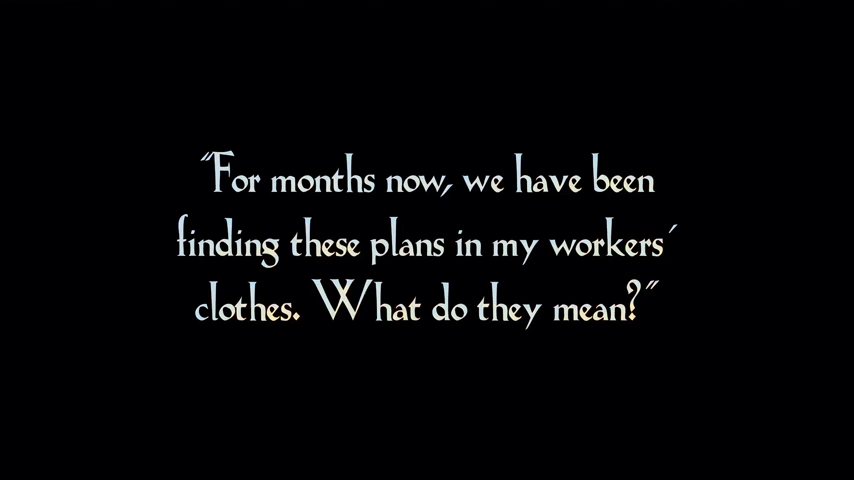 "For months now, we have been
finding these plans in my workers'
clothes. What do they mean?"